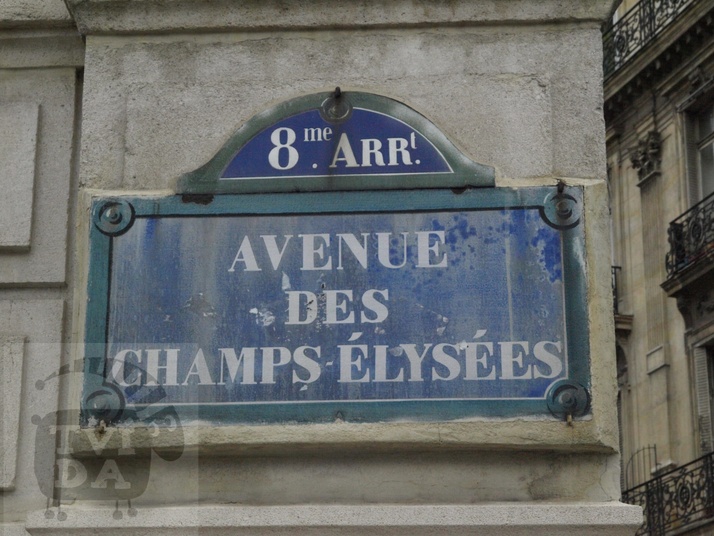 8me. ARRt.
AVENUE
DES
CHAMPS-ÉLYSÉES